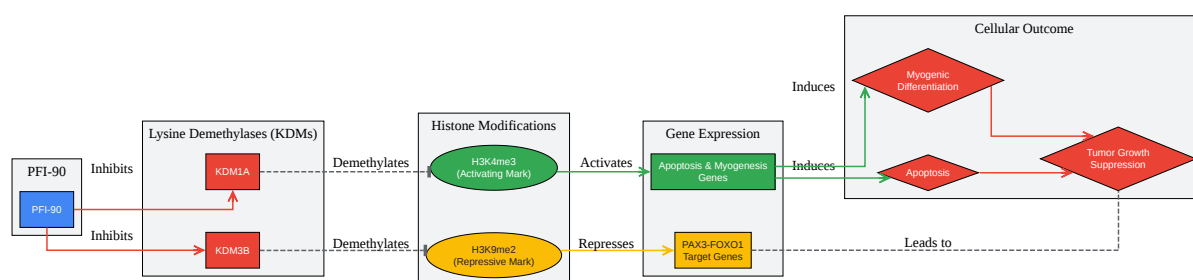 Cellular Outcome
Myogenic
Differentiation
Induces
Lysine Demethylases (KDMs)
Histone Modifications
Gene Expression
PFI-90
Inhibits
KDM1A
Demethylates
H3K4me3
(Activating Mark)
Activates
Apoptosis & Myogenesis
Genes
Induces
Apoptosis
Tumor Growth
Suppression
PFI-90
Inhibits
KDM3B
Demethylates
H3K9me2
(Repressive Mark)
Represses
PAX3-FOXO1
Target Genes
Leads to